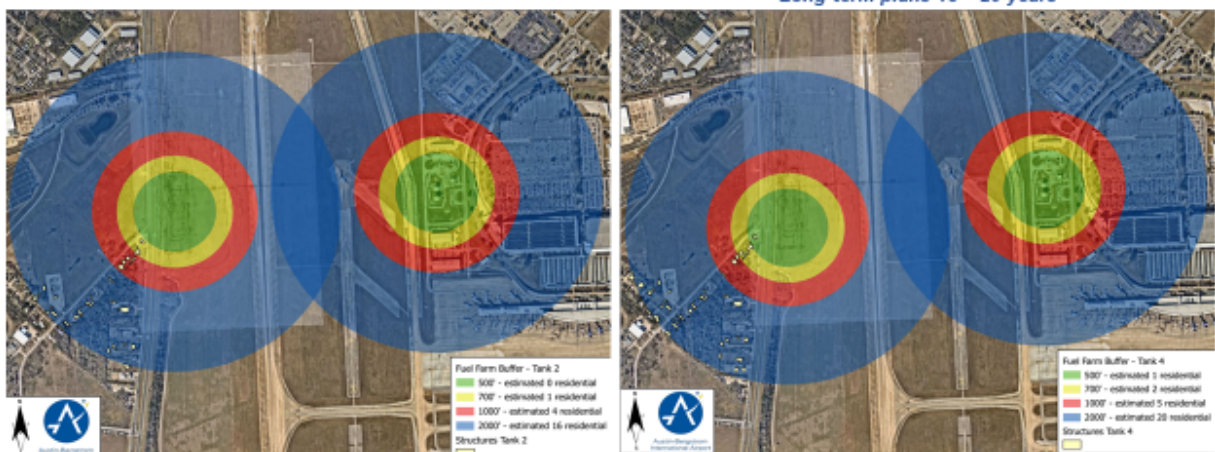 Long term plans 10 - 20 years
Fuel Farm Buffer - Tank 2
500' - estimated 0 residential
700' - estimated 1 residential
1000' - estimated 4 residential
2000' - estimated 16 residential
Structures Tank 2
Austin-Bergstrom
Fuel Farm Buffer - Tank 4
500' - estimated 1 residential
700' - estimated 2 residential
1000' - estimated 5 residential
2000' - estimated 20 residential
Structures Tank 4
Austin-Bergstrom
International Airport